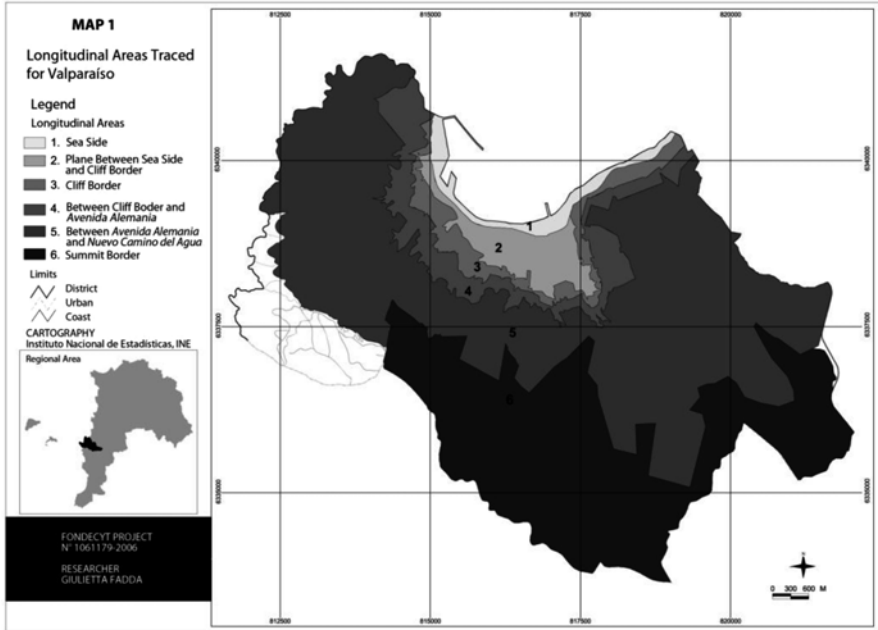 MAP 1
Longitudinal Areas Traced
for Valparaíso
Legend
Longitudinal Areas
1. Sea Side
2. Plane Between Sea Side
and Cliff Border
3. Cliff Border
4. Between Cliff Boder and
Avenida Alemania
5. Between Avenida Alemania
and Nuevo Camino del Agua
6. Summit Border
Limits
District
Urban
Coast
CARTOGRAPHY
Instituto Nacional de Estadísticas, INE
Regional Area
FONDECYT PROJECT
N° 1061179-2006
RESEARCHER
GIULIETTA FADDA
812500
815000
817500
820000
6340000
6340000
1
2
3
4
6337500
5
6337500
6
0 300 600 M
812500
815000
817500
820000